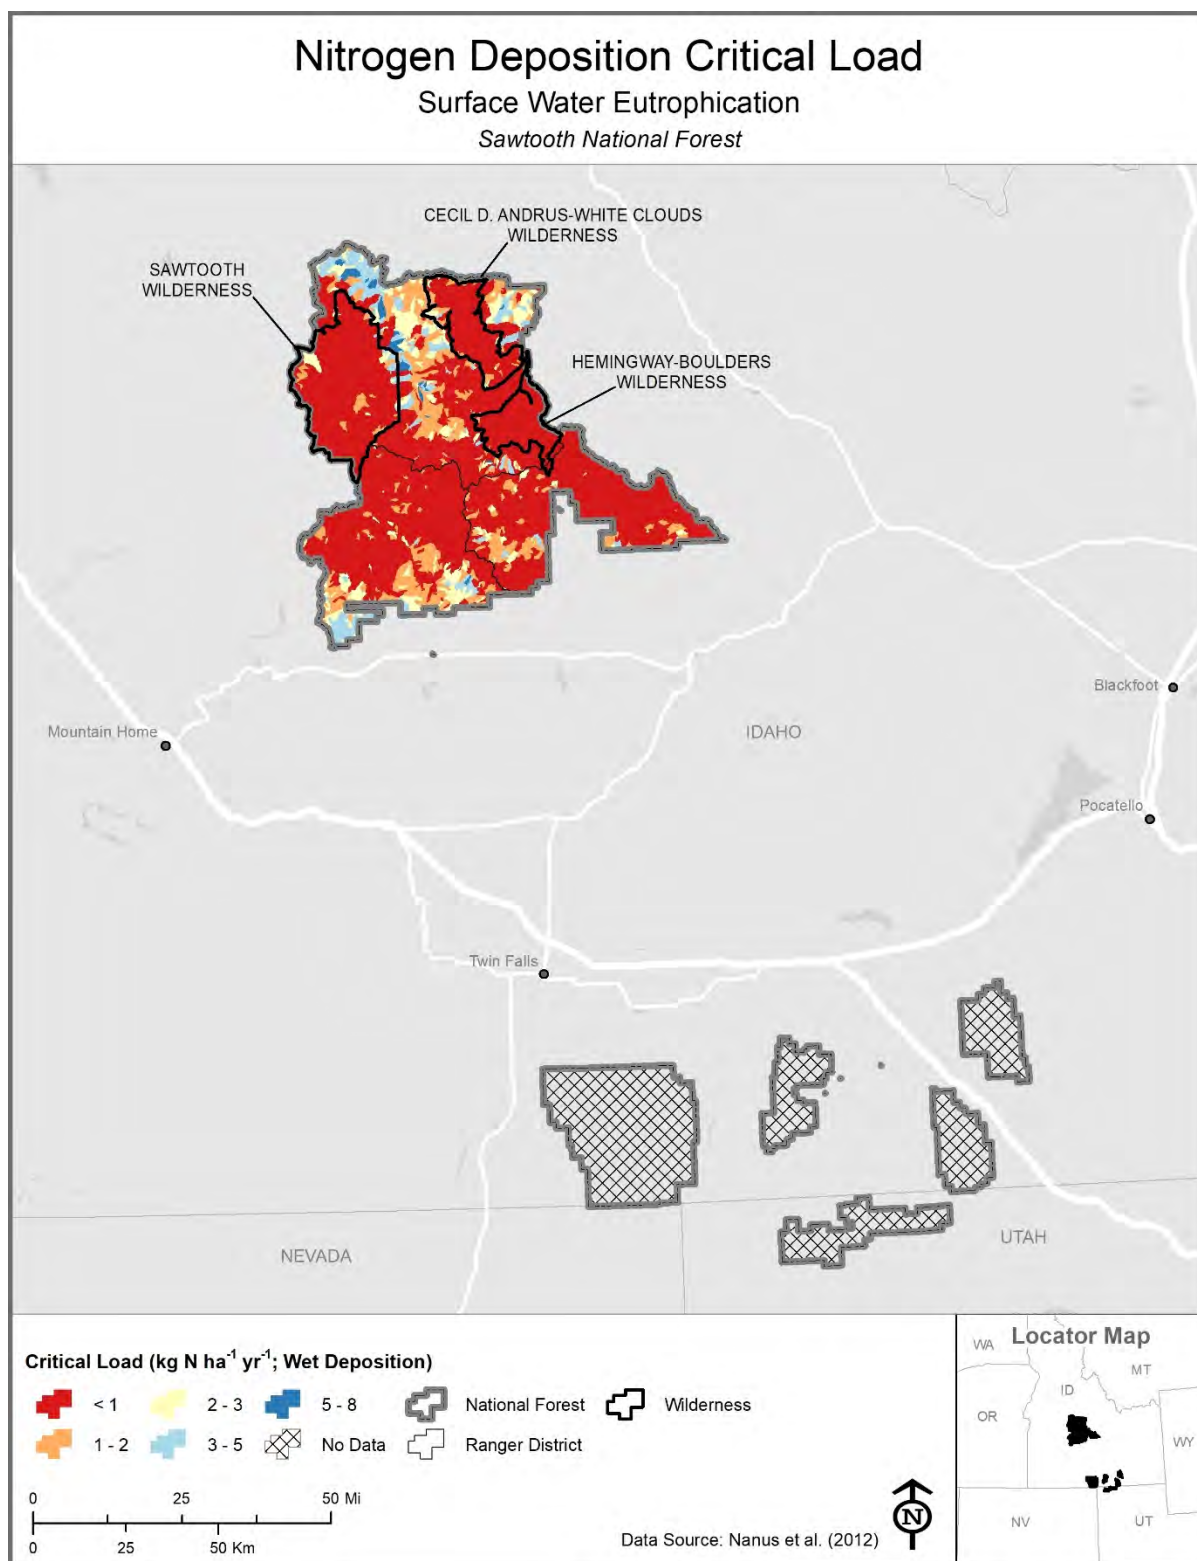 Nitrogen Deposition Critical Load
Surface Water Eutrophication
Sawtooth National Forest
CECIL D. ANDRUS-WHITE CLOUDS
WILDERNESS
SAWTOOTH
WILDERNESS
HEMINGWAY-BOULDERS
WILDERNESS
Blackfoot
Mountain Home
IDAHO
Pocatello
Twin Falls
NEVADA
UTAH
Critical Load (kg N ha⁻¹ yr⁻¹; Wet Deposition)
< 1
2 - 3
5 - 8
National Forest
Wilderness
1 - 2
3 - 5
No Data
Ranger District
0 25 50 Mi
0 25 50 Km
N
Data Source: Nanus et al. (2012)
Locator Map
WA
MT
ID
OR
WY
NV
UT